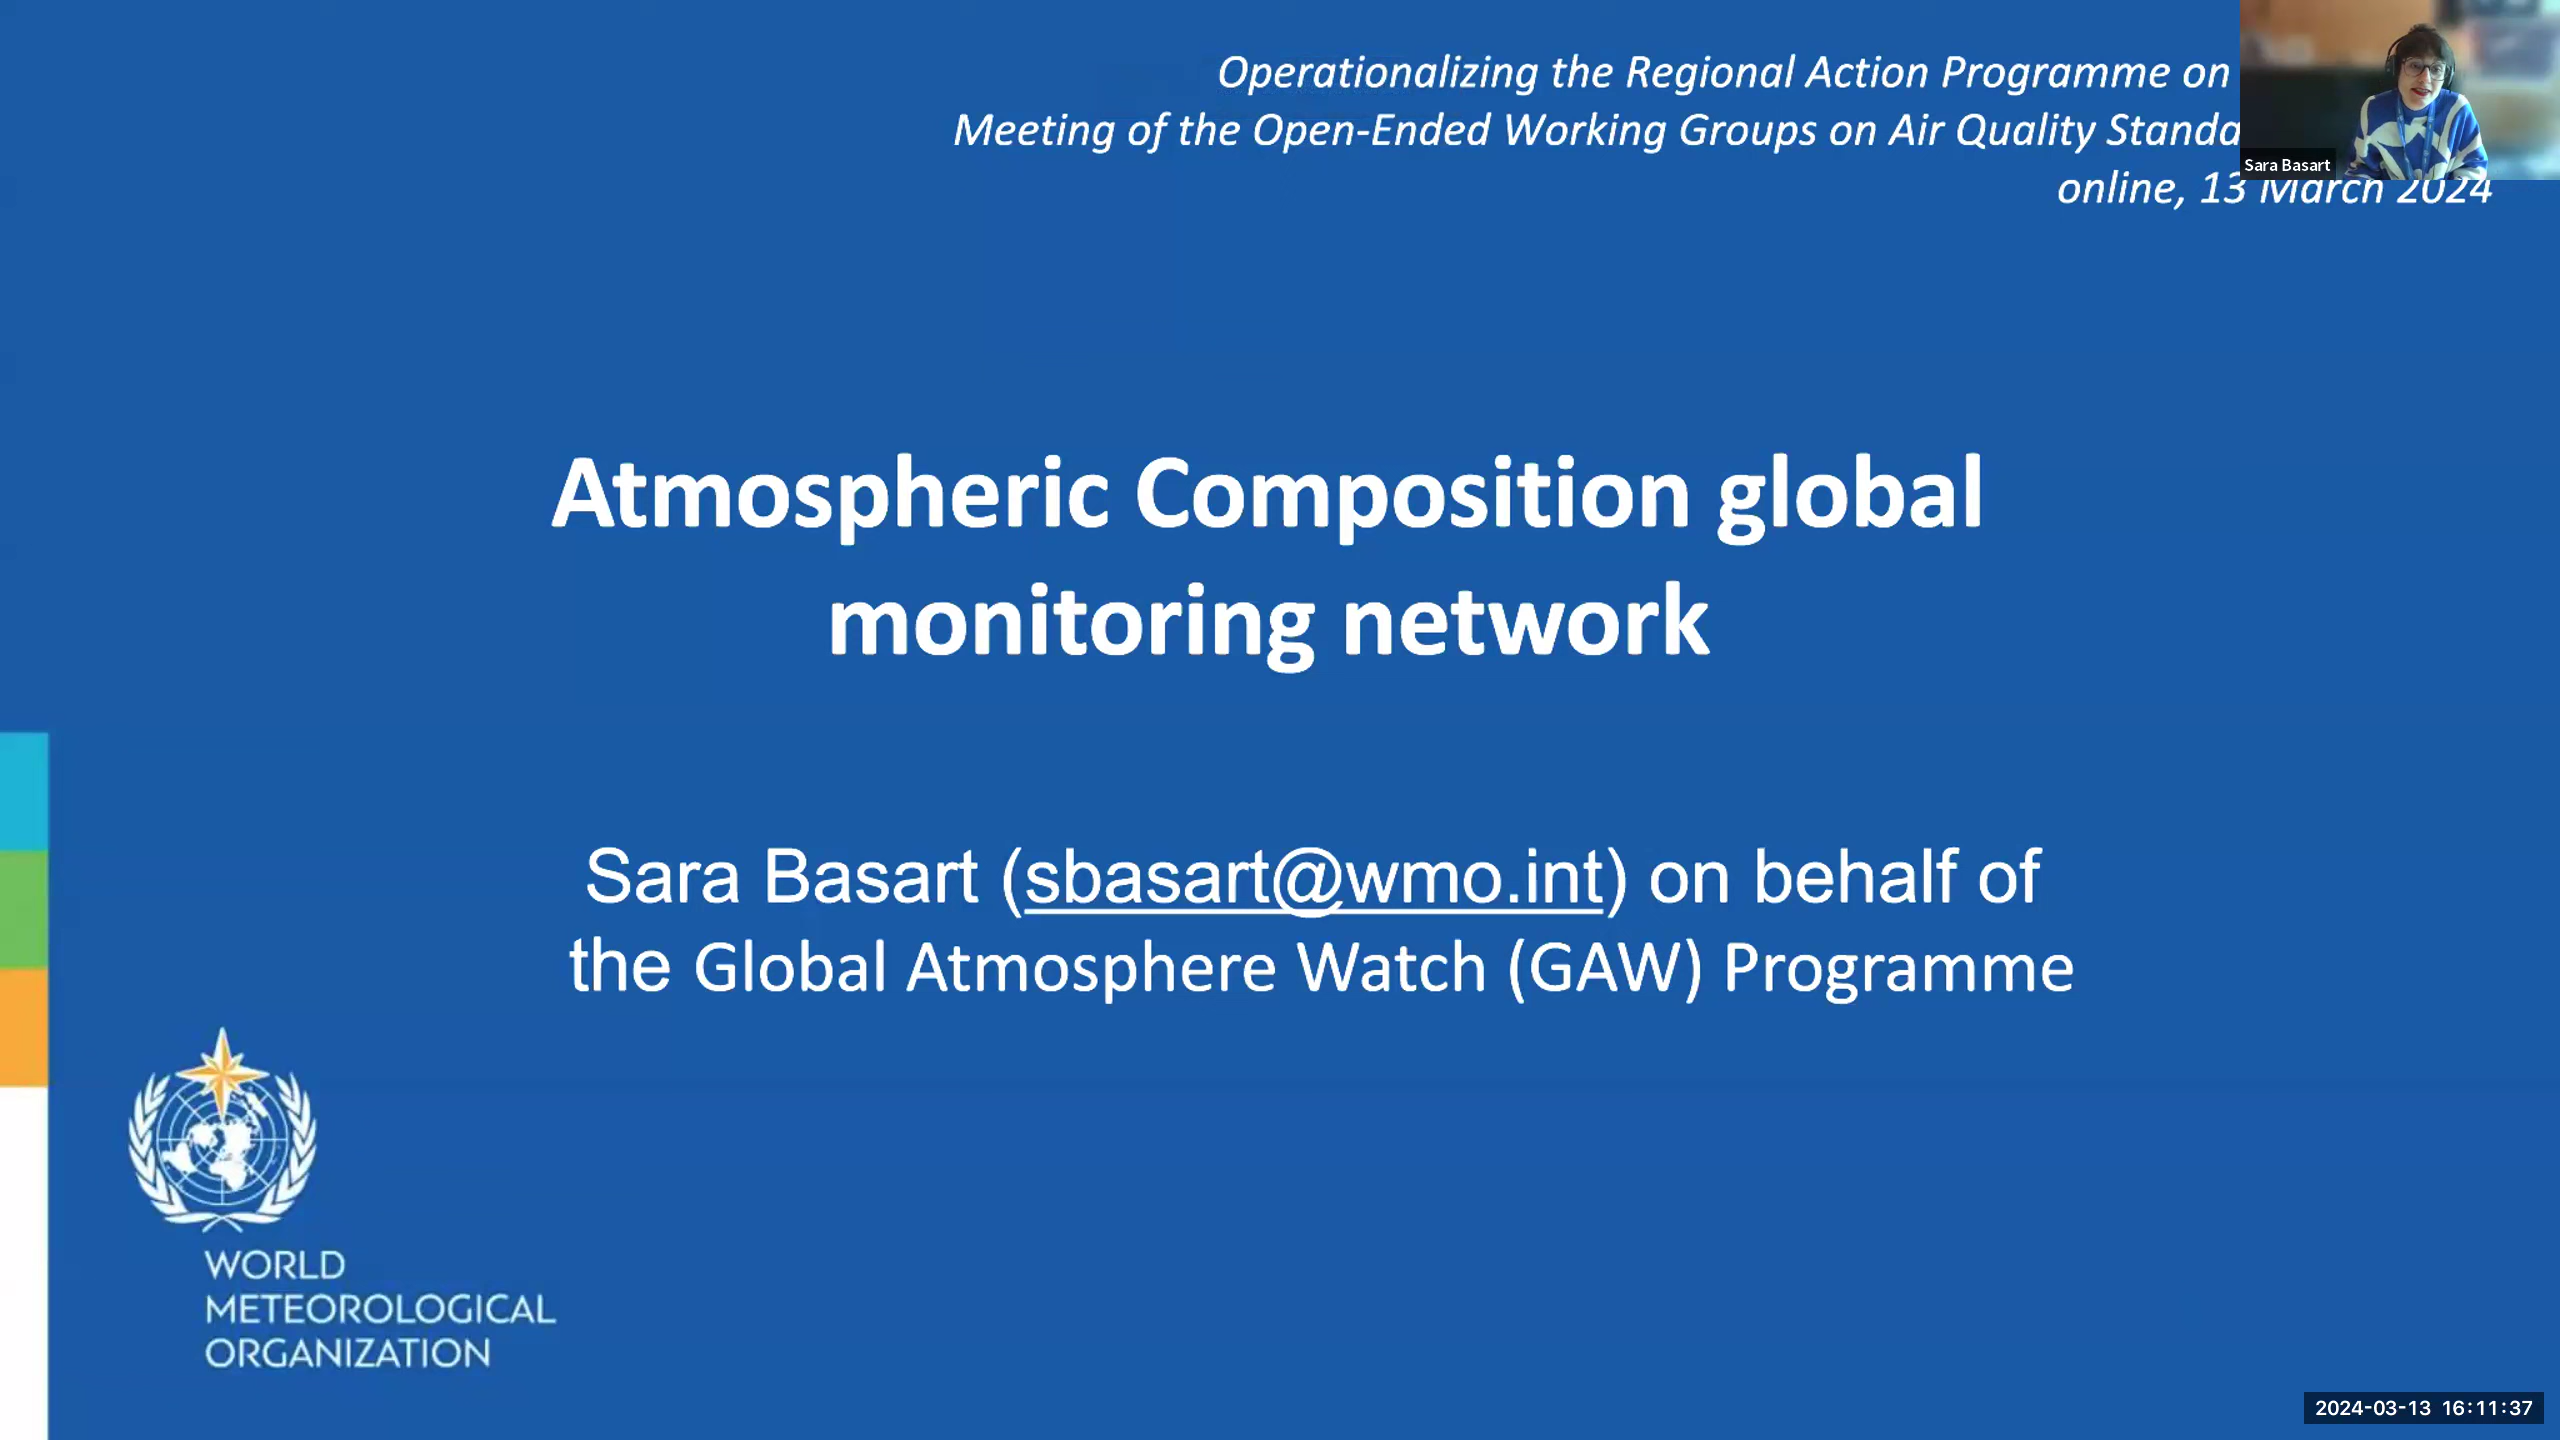 Operationalizing the Regional Action Programme on
Meeting of the Open-Ended Working Groups on Air Quality
online, 13 March 2024
Sara Basart
Atmospheric Composition global
monitoring network
Sara Basart (sbasart@wmo.int) on behalf of
the Global Atmosphere Watch (GAW) Programme
WORLD
METEOROLOGICAL
ORGANIZATION
2024-03-13 16:11:37